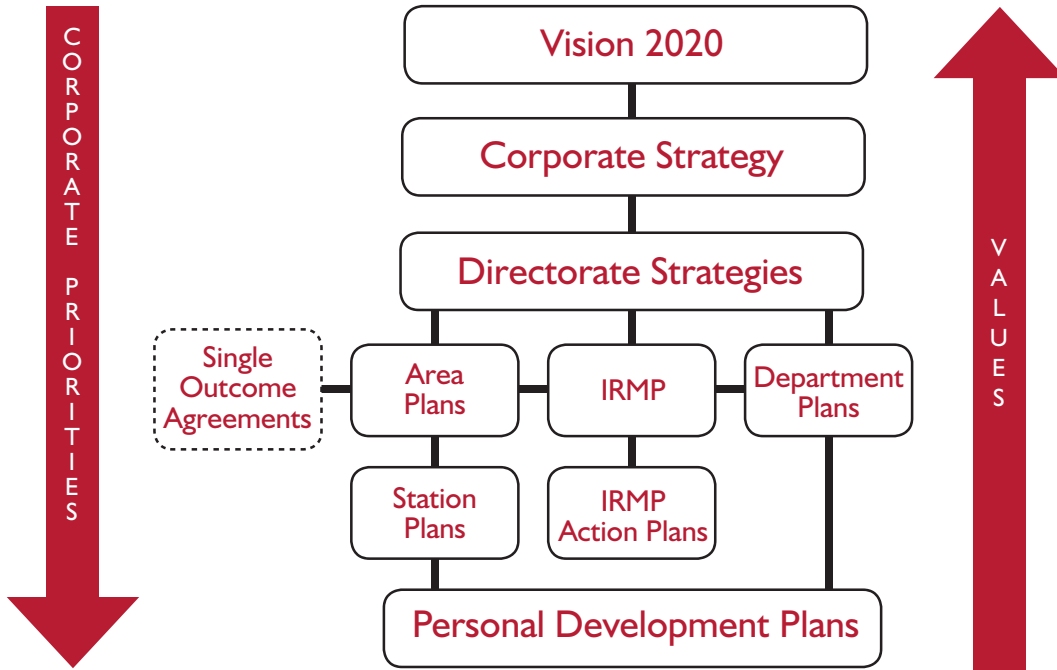 CORPORATE PRIORITIES
Vision 2020
Corporate Strategy
Directorate Strategies
Single
Outcome
Agreements
Area
Plans
IRMP
Department
Plans
Station
Plans
IRMP
Action Plans
Personal Development Plans
VALUES